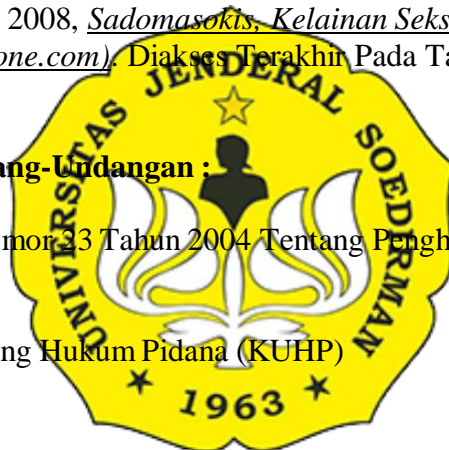 2008, Sadomasokis, Kelainan Seks
one.com). Diakses Terakhir Pada Ta
ang-Undangan :
mor 23 Tahun 2004 Tentang Pengh
ng Hukum Pidana (KUHP)
UNIVERSITAS JENDERAL SOEDIRMAN
★ 1963 ★